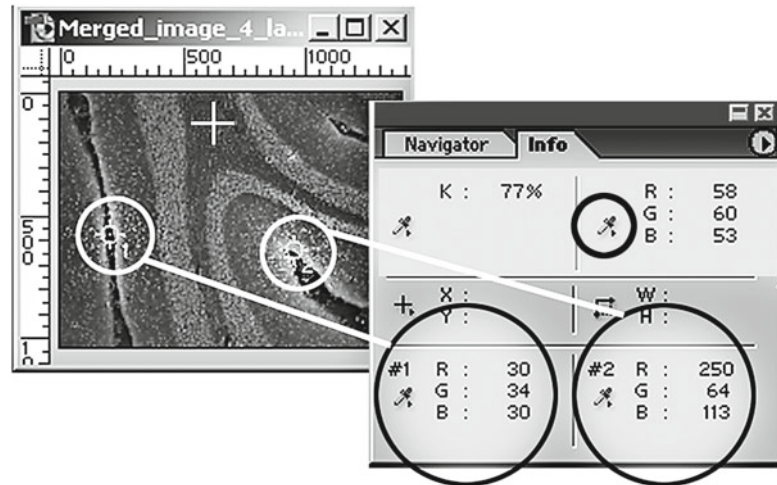 Merged_image_4_la...
0 500 1000
0
500
1
Navigator Info
K : 77% R : 58
G : 60
B : 53
X : W :
Y : H :
#1 R : 30 #2 R : 250
G : 34 G : 64
B : 30 B : 113
1